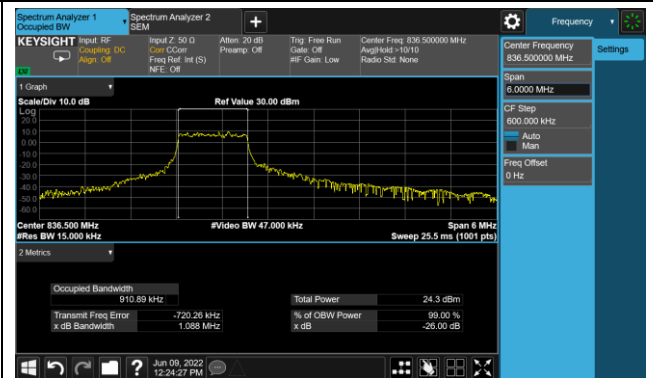 Spectrum Analyzer 1
Occupied BW
Spectrum Analyzer 2
SEM
Frequency
KEYSIGHT
Input: RF
Coupling: DC
Align: Off
Input Z: 50 Ω
Corr CCorr
Freq Ref: Int (S)
NFE: Off
Atten: 20 dB
Preamp: Off
Trig: Free Run
Gate: Off
#IF Gain: Low
Center Freq: 836.500000 MHz
Avg|Hold:>10/10
Radio Std: None
LXI
Center Frequency
836.500000 MHz
Settings
Span
6.0000 MHz
CF Step
600.000 kHz
Auto
Man
Freq Offset
0 Hz
1 Graph
Scale/Div 10.0 dB
Ref Value 30.00 dBm
Log
20.0
10.0
0.00
-10.0
-20.0
-30.0
-40.0
-50.0
-60.0
Center 836.500 MHz
#Video BW 47.000 kHz
Span 6 MHz
#Res BW 15.000 kHz
Sweep 25.5 ms (1001 pts)
2 Metrics
Occupied Bandwidth
910.89 kHz
Total Power
24.3 dBm
Transmit Freq Error
-720.26 kHz
% of OBW Power
99.00 %
x dB Bandwidth
1.088 MHz
x dB
-26.00 dB
Jun 09, 2022
12:24:27 PM